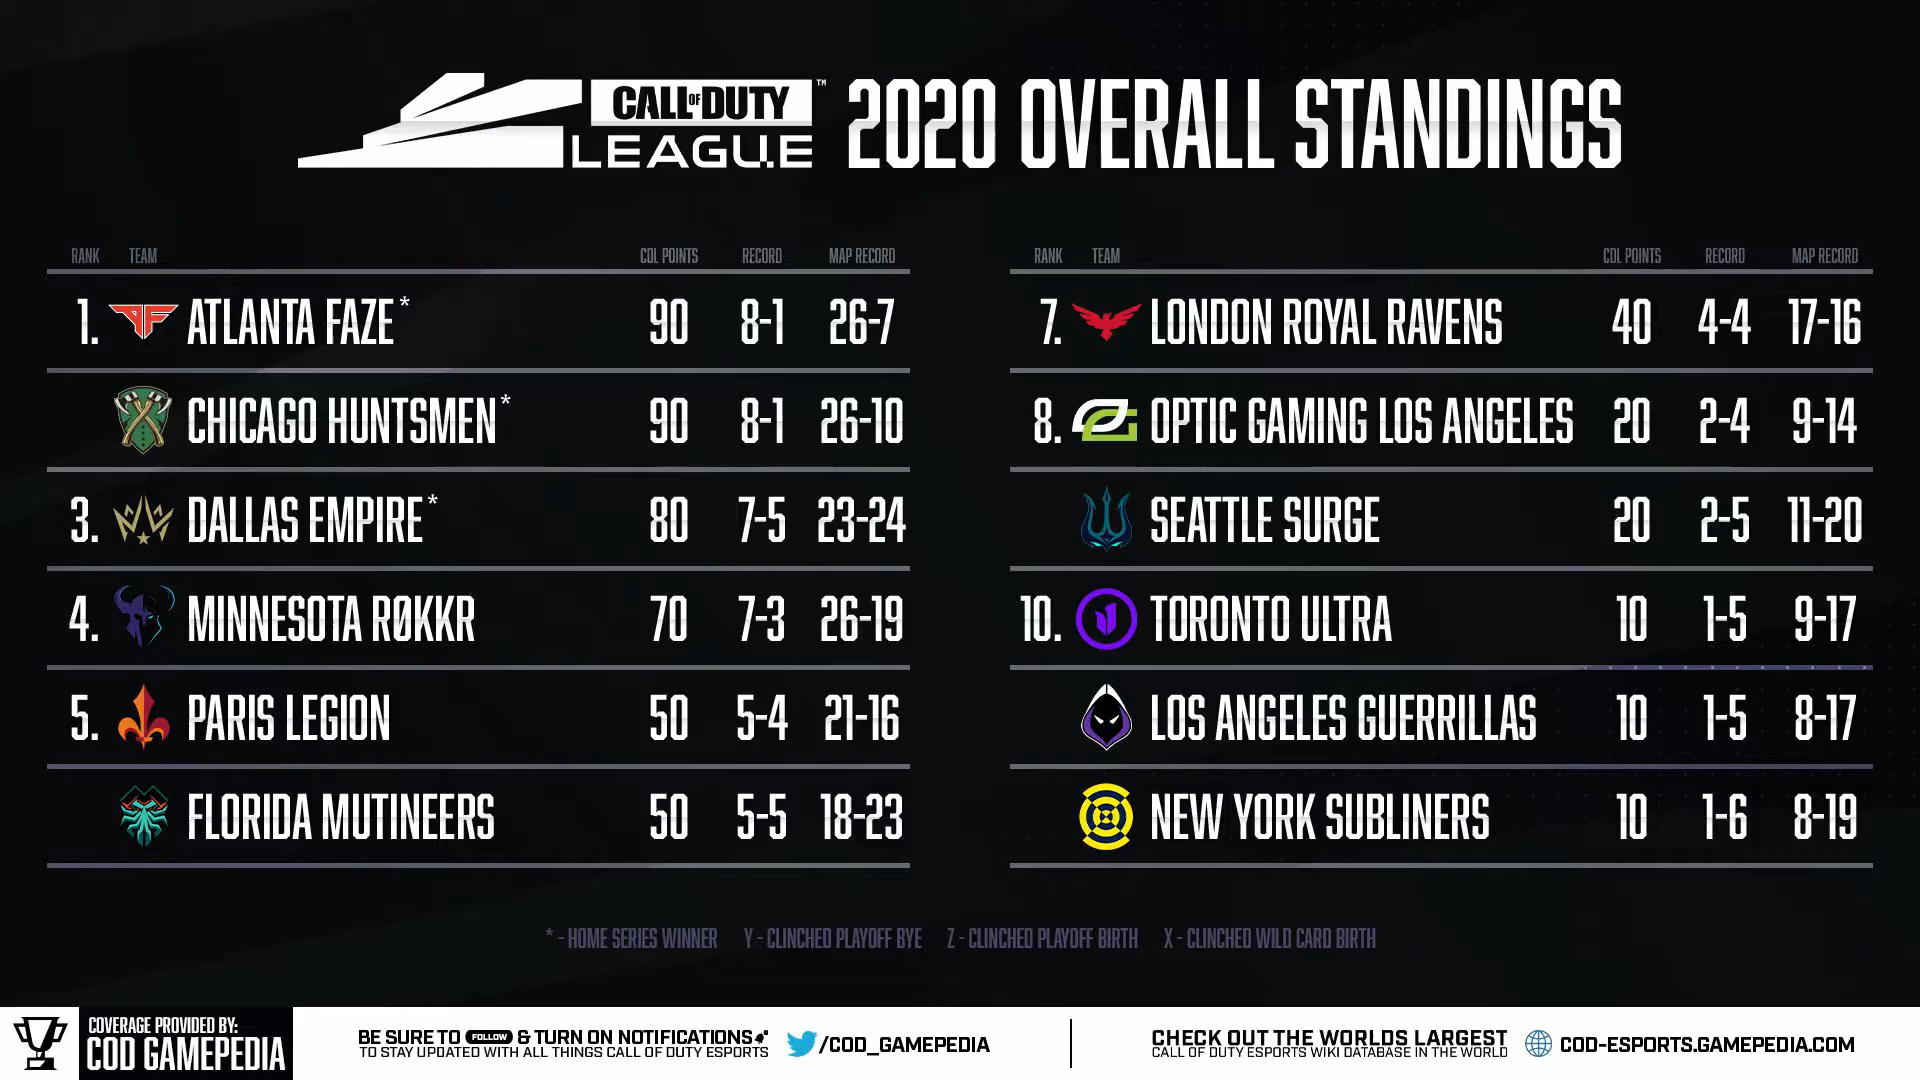 CALL OF DUTY LEAGUE™ 2020 OVERALL STANDINGS
RANK TEAM CDL POINTS RECORD MAP RECORD
1. ATLANTA FAZE* 90 8-1 26-7
CHICAGO HUNTSMEN* 90 8-1 26-10
3. DALLAS EMPIRE* 80 7-5 23-24
4. MINNESOTA RØKKR 70 7-3 26-19
5. PARIS LEGION 50 5-4 21-16
FLORIDA MUTINEERS 50 5-5 18-23
RANK TEAM CDL POINTS RECORD MAP RECORD
7. LONDON ROYAL RAVENS 40 4-4 17-16
8. OPTIC GAMING LOS ANGELES 20 2-4 9-14
SEATTLE SURGE 20 2-5 11-20
10. TORONTO ULTRA 10 1-5 9-17
LOS ANGELES GUERRILLAS 10 1-5 8-17
NEW YORK SUBLINERS 10 1-6 8-19
* - HOME SERIES WINNER Y - CLINCHED PLAYOFF BYE Z - CLINCHED PLAYOFF BIRTH X - CLINCHED WILD CARD BIRTH
COVERAGE PROVIDED BY:
COD GAMEPEDIA
BE SURE TO FOLLOW & TURN ON NOTIFICATIONS
TO STAY UPDATED WITH ALL THINGS CALL OF DUTY ESPORTS
/COD_GAMEPEDIA
CHECK OUT THE WORLDS LARGEST
CALL OF DUTY ESPORTS WIKI DATABASE IN THE WORLD
COD-ESPORTS.GAMEPEDIA.COM